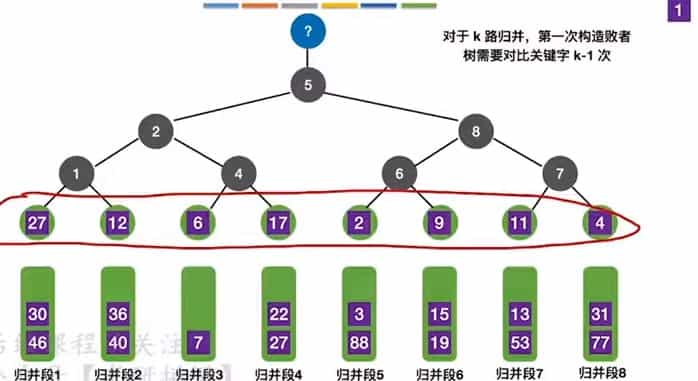 1
?
对于 k 路归并，第一次构造败者
树需要对比关键字 k-1 次
5
2 8
1 4 6 7
27 12 6 17 2 9 11 4
30 36 22 3 15 13 31
46 40 7 27 88 19 53 77
归并段1 归并段2 归并段3 归并段4 归并段5 归并段6 归并段7 归并段8